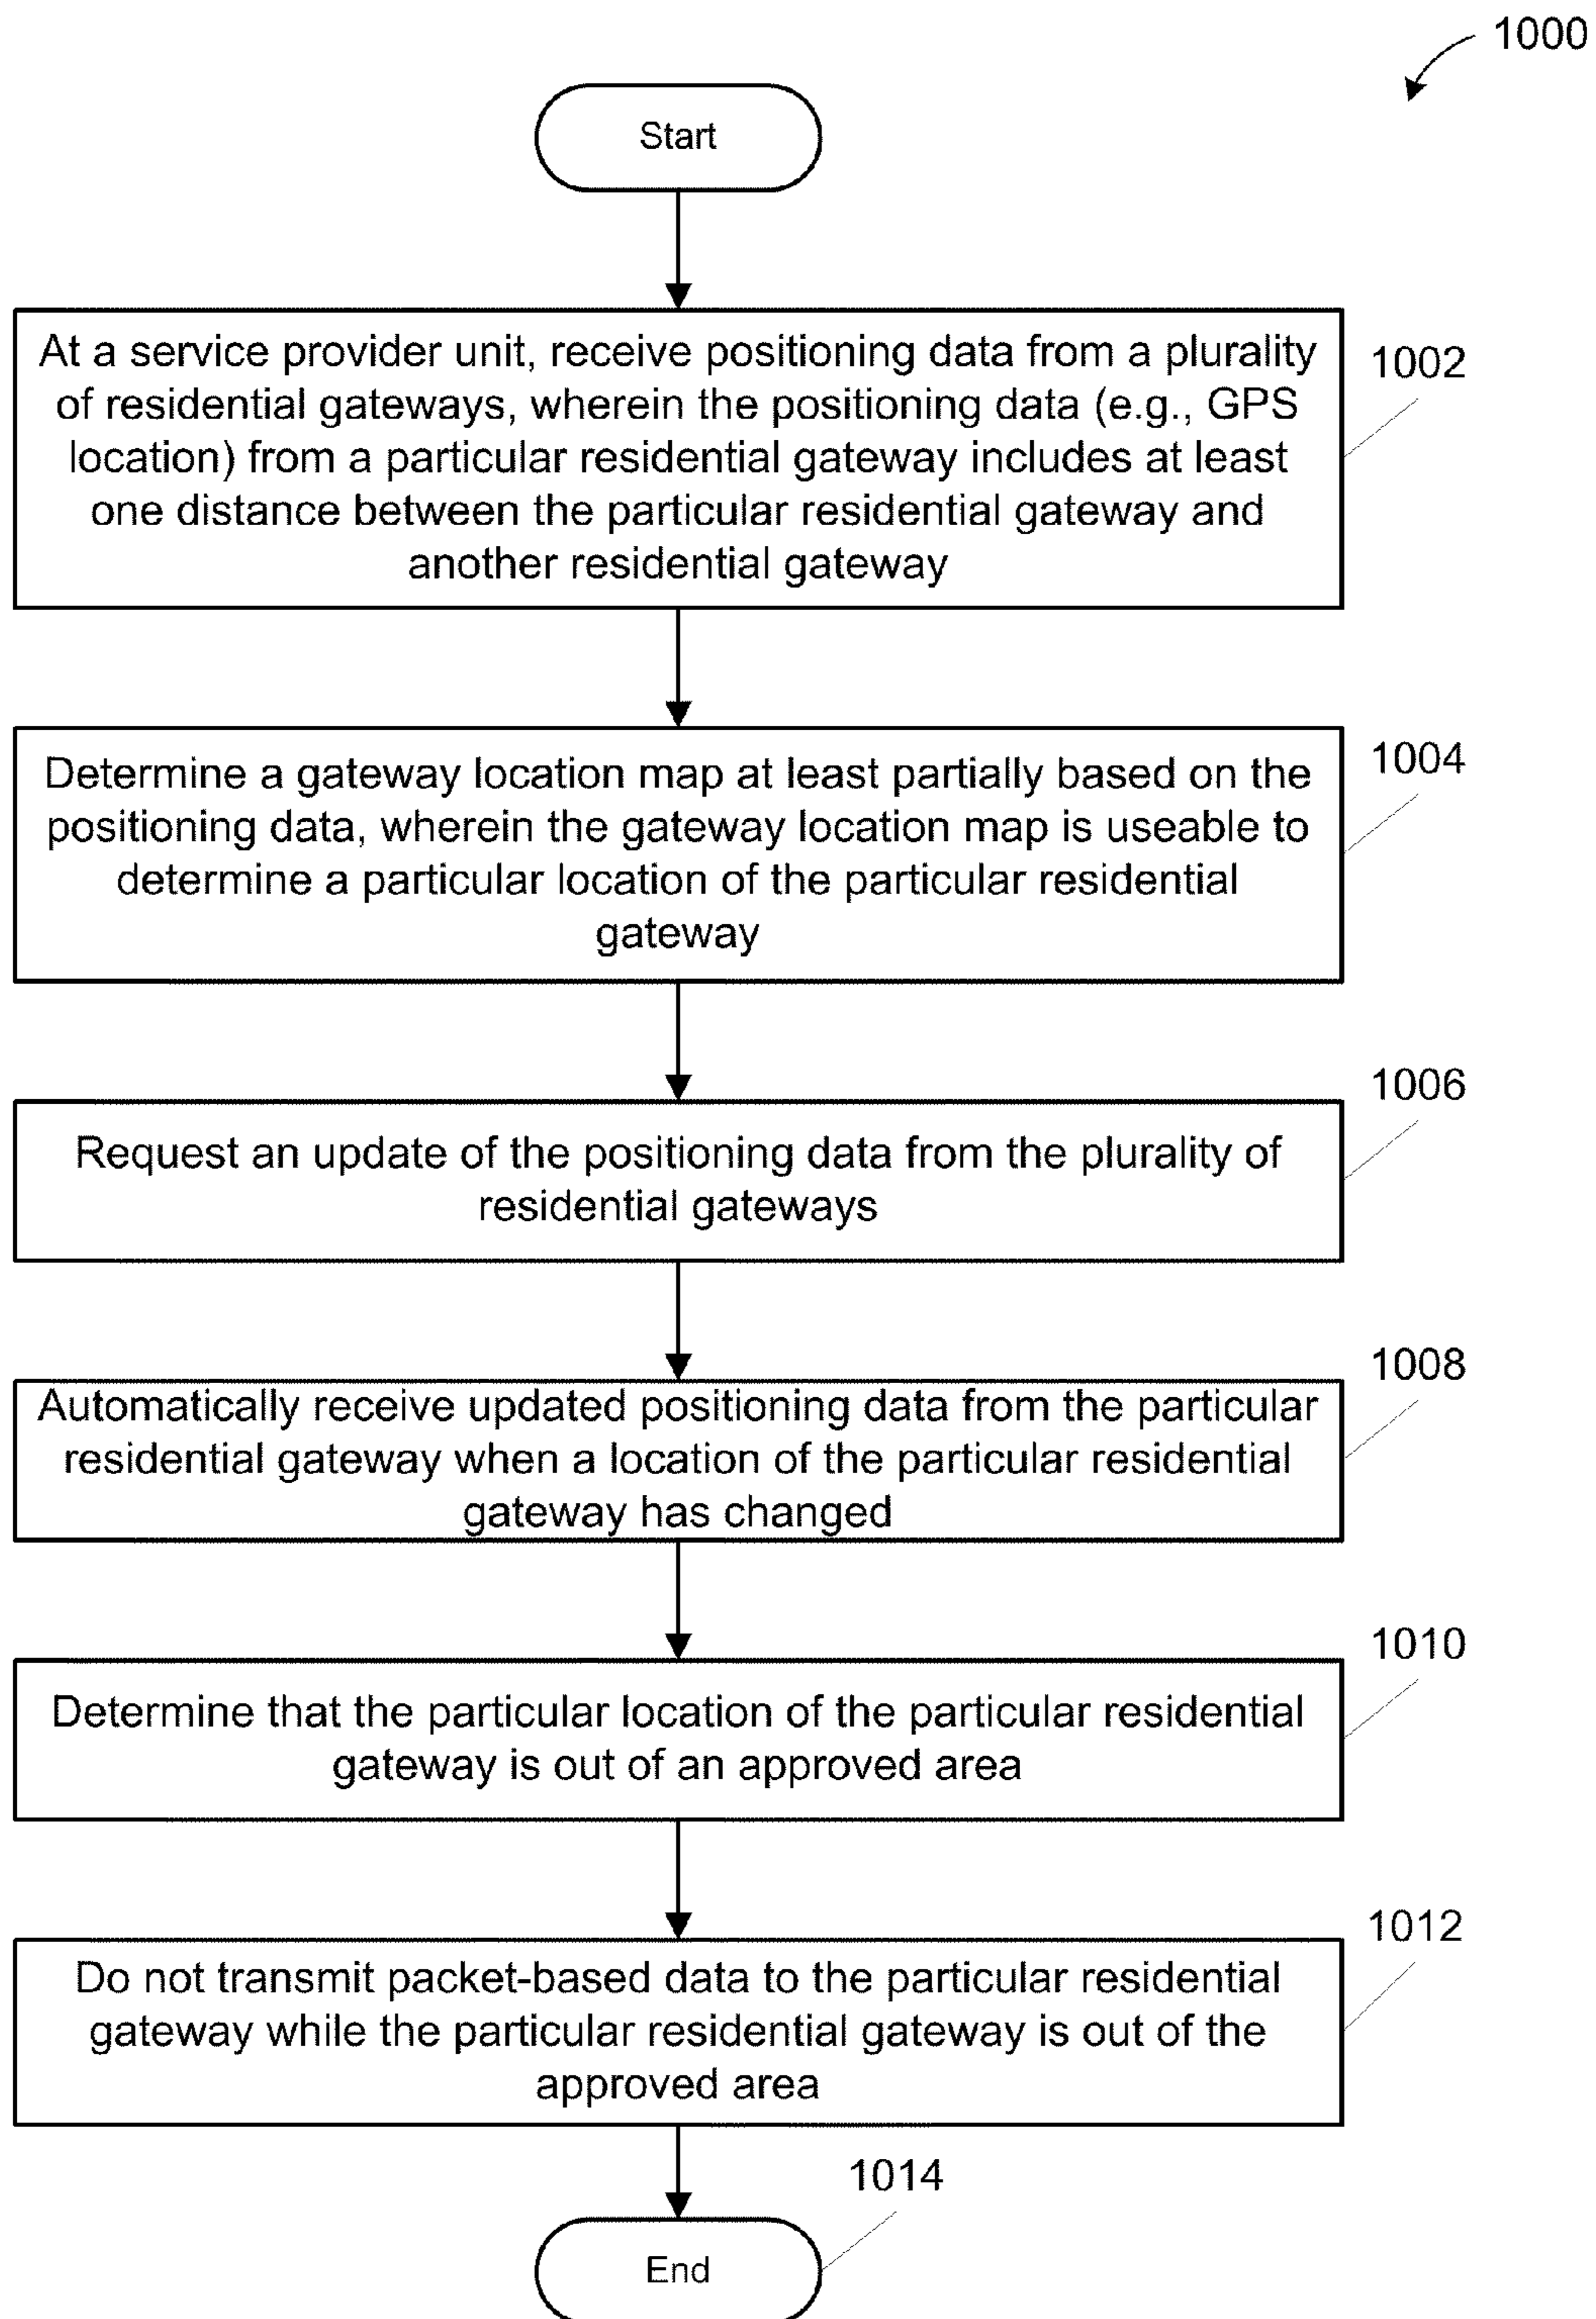 1000
Start
At a service provider unit, receive positioning data from a plurality
of residential gateways, wherein the positioning data (e.g., GPS
location) from a particular residential gateway includes at least
one distance between the particular residential gateway and
another residential gateway
1002
Determine a gateway location map at least partially based on the
positioning data, wherein the gateway location map is useable to
determine a particular location of the particular residential
gateway
1004
Request an update of the positioning data from the plurality of
residential gateways
1006
Automatically receive updated positioning data from the particular
residential gateway when a location of the particular residential
gateway has changed
1008
Determine that the particular location of the particular residential
gateway is out of an approved area
1010
Do not transmit packet-based data to the particular residential
gateway while the particular residential gateway is out of the
approved area
1012
End
1014